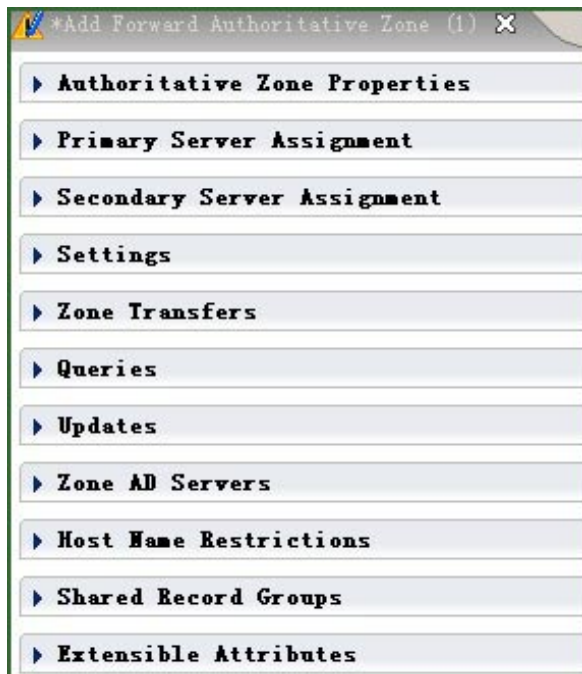 *Add Forward Authoritative Zone (1)
Authoritative Zone Properties
Primary Server Assignment
Secondary Server Assignment
Settings
Zone Transfers
Queries
Updates
Zone AD Servers
Host Name Restrictions
Shared Record Groups
Extensible Attributes